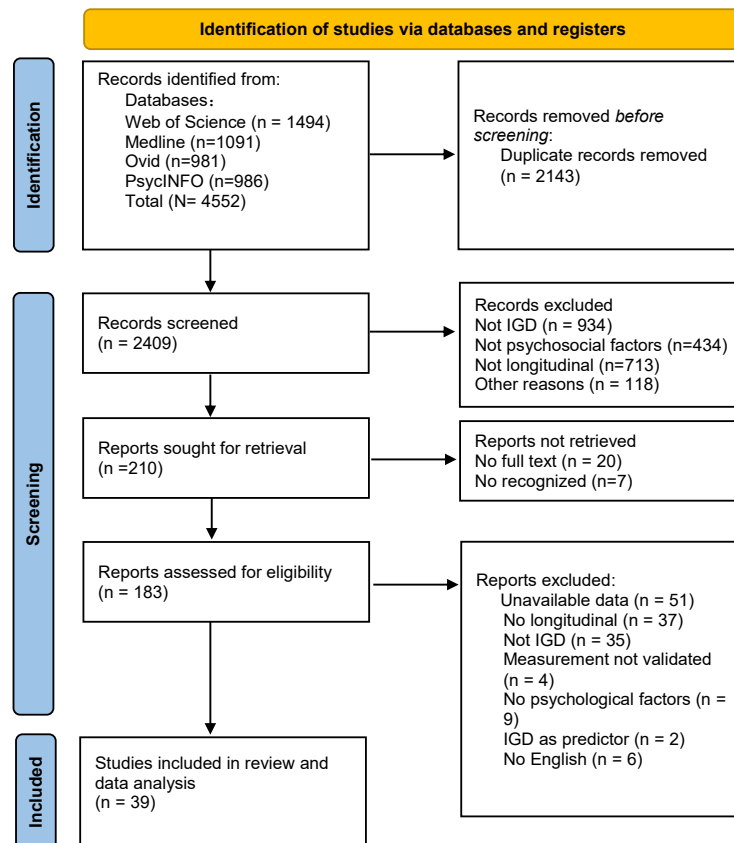 Identification of studies via databases and registers
Identification
Records identified from:
Databases：
Web of Science (n = 1494)
Medline (n=1091)
Ovid (n=981)
PsycINFO (n=986)
Total (N= 4552)
Records removed before
screening:
Duplicate records removed
(n = 2143)
Screening
Records screened
(n = 2409)
Records excluded
Not IGD (n = 934)
Not psychosocial factors (n=434)
Not longitudinal (n=713)
Other reasons (n = 118)
Reports sought for retrieval
(n =210)
Reports not retrieved
No full text (n = 20)
No recognized (n=7)
Reports assessed for eligibility
(n = 183)
Reports excluded:
Unavailable data (n = 51)
No longitudinal (n = 37)
Not IGD (n = 35)
Measurement not validated
(n = 4)
No psychological factors (n =
9)
IGD as predictor (n = 2)
No English (n = 6)
Included
Studies included in review and
data analysis
(n = 39)